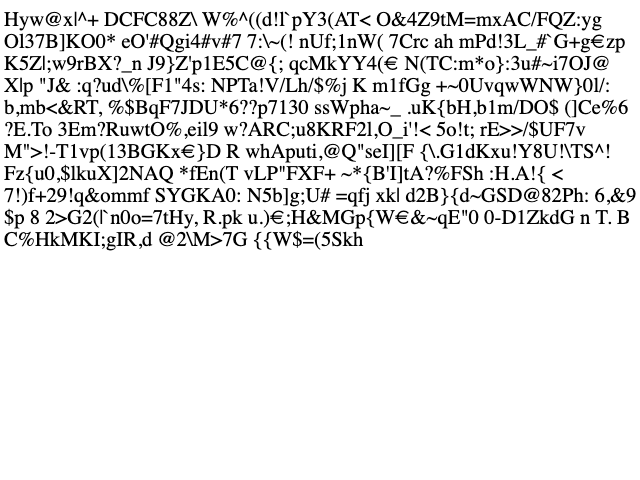 Hyw@x|^+ DCFC88Z\ W%^((d!l`pY3(AT< O&4Z9tM=mxAC/FQZ:yg
Ol37B]KO0* eO'#Qgi4#v#7 7:\~(! nUf;1nW( 7Crc ah mPd!3L_#`G+g€zp
K5Z|;w9rBX?_n J9}Z'p1E5C@{; qcMkYY4(€ N(TC:m*o}:3u#~i7OJ@
X|p "J& :q?ud\%[F1"4s: NPTa!V/Lh/$%j K m1fGg +~0UvqwWNW}0l/:
b,mb<&RT, %$BqF7JDU*6??p7130 ssWpha~_ .uK{bH,b1m/DO$ (]Ce%6
?E.To 3Em?RuwtO%,eil9 w?ARC;u8KRF2l,O_i'!< 5o!t; rE>>/$UF7v
M">!-T1vp(13BGKx€}D R whAputi,@Q"seI][F {\.G1dKxu!Y8U!\TS^!
Fz{u0,$lkuX]2NAQ *fEn(T vLP"FXF+ ~*{B'I]tA?%FSh :H.A!{ <
7!)f+29!q&ommf SYGKA0: N5b]g;U# =qfj xk| d2B}{d~GSD@82Ph: 6,&9
$p 8 2>G2([`n0o=7tHy, R.pk u.)€;H&MGp{W€&~qE"0 0-D1ZkdG n T. B
C%HkMKI;gIR,d @2\M>7G {{W$=(5Skh